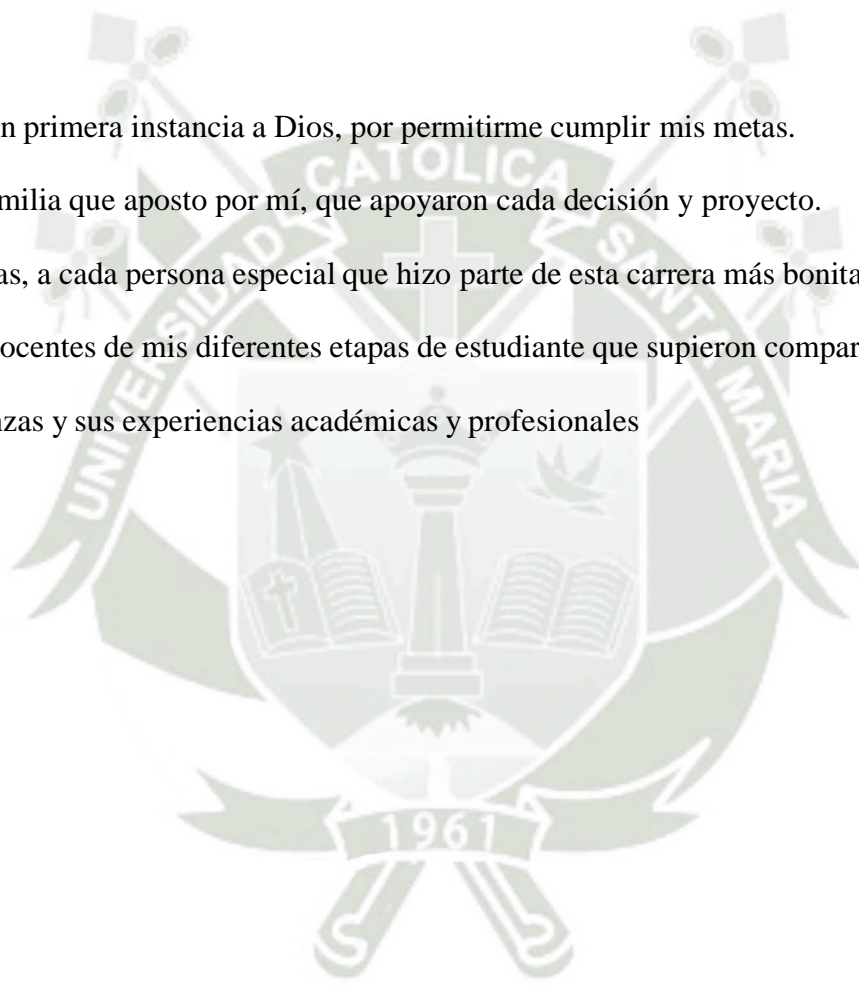 n primera instancia a Dios, por permitirme cumplir mis metas.
milia que aposto por mí, que apoyaron cada decisión y proyecto.
as, a cada persona especial que hizo parte de esta carrera más bonita
ocentes de mis diferentes etapas de estudiante que supieron compar
nzas y sus experiencias académicas y profesionales
UNIVERSIDAD CATOLICA SANTA MARIA
1961